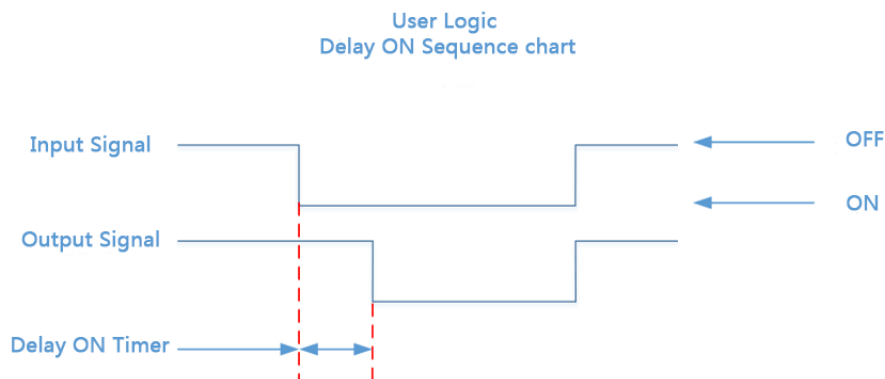 User Logic
Delay ON Sequence chart
Input Signal
OFF
ON
Output Signal
Delay ON Timer